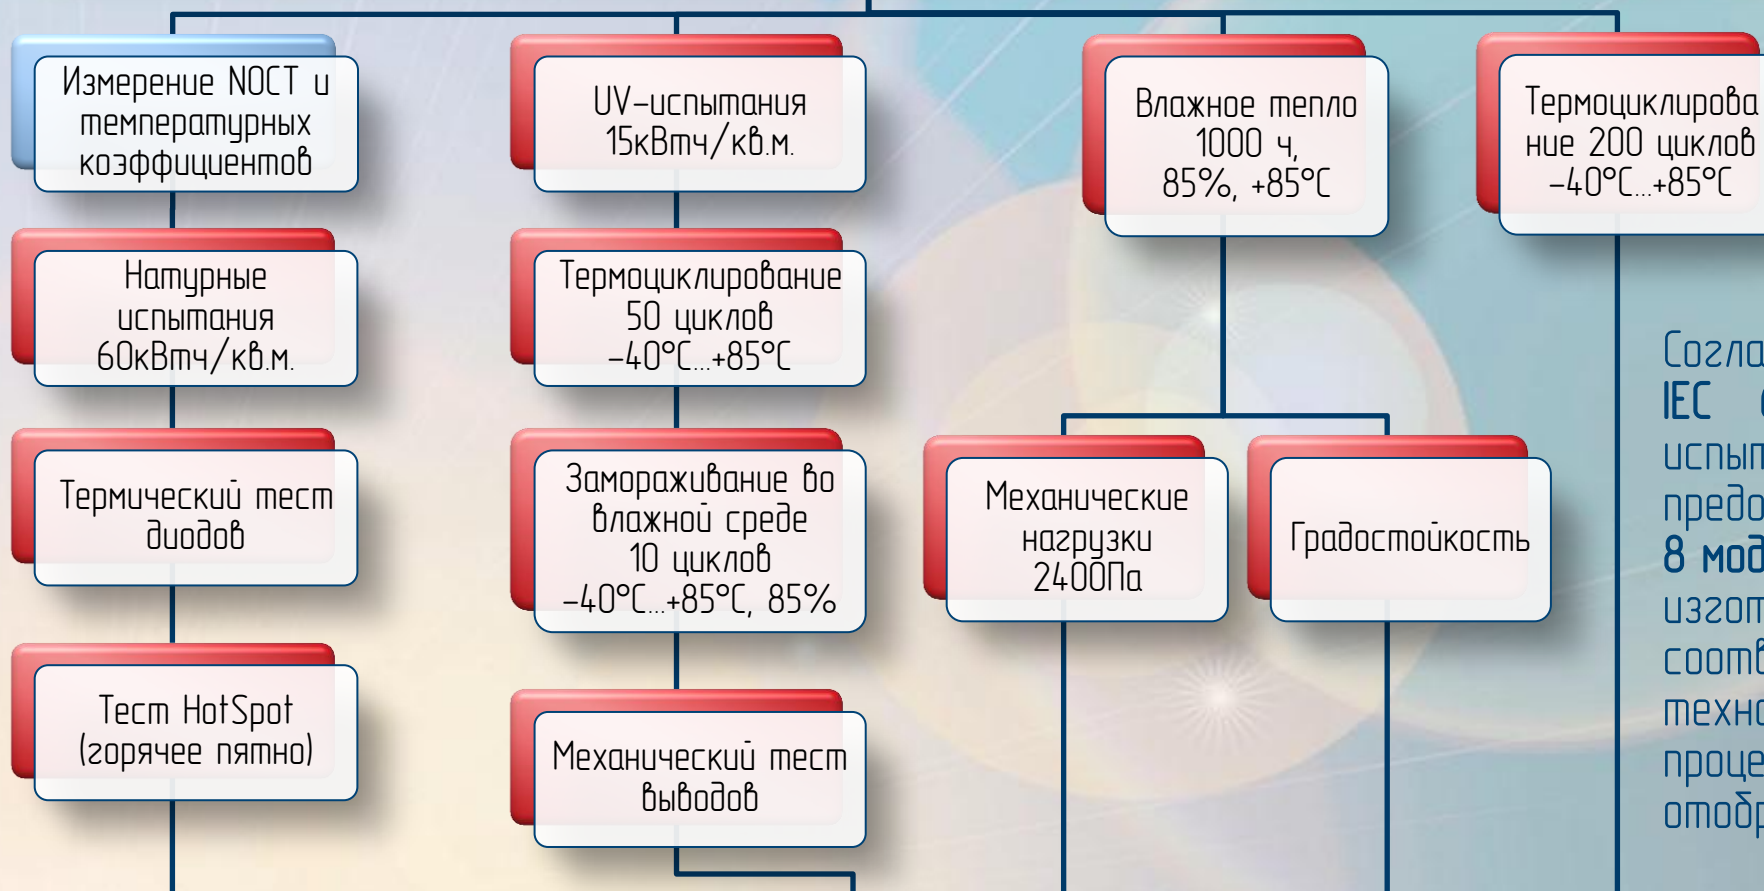 Измерение NOCT и
температурных
коэффициентов
Натурные
испытания
60кВтч/кв.м.
Термический тест
диодов
Тест HotSpot
(горячее пятно)
UV-испытания
15кВтч/кв.м.
Термоциклирование
50 циклов
-40°C...+85°C
Замораживание во
влажной среде
10 циклов
-40°C...+85°C, 85%
Механический тест
выводов
Влажное тепло
1000 ч,
85%, +85°C
Механические
нагрузки
2400Па
Градостойкость
Термоциклирова
ние 200 циклов
-40°C...+85°C
IEC
8